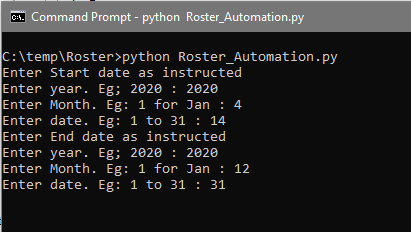 Command Prompt - python Roster_Automation.py
C:\temp\Roster>python Roster_Automation.py
Enter Start date as instructed
Enter year. Eg; 2020 : 2020
Enter Month. Eg: 1 for Jan : 4
Enter date. Eg: 1 to 31 : 14
Enter End date as instructed
Enter year. Eg; 2020 : 2020
Enter Month. Eg: 1 for Jan : 12
Enter date. Eg: 1 to 31 : 31